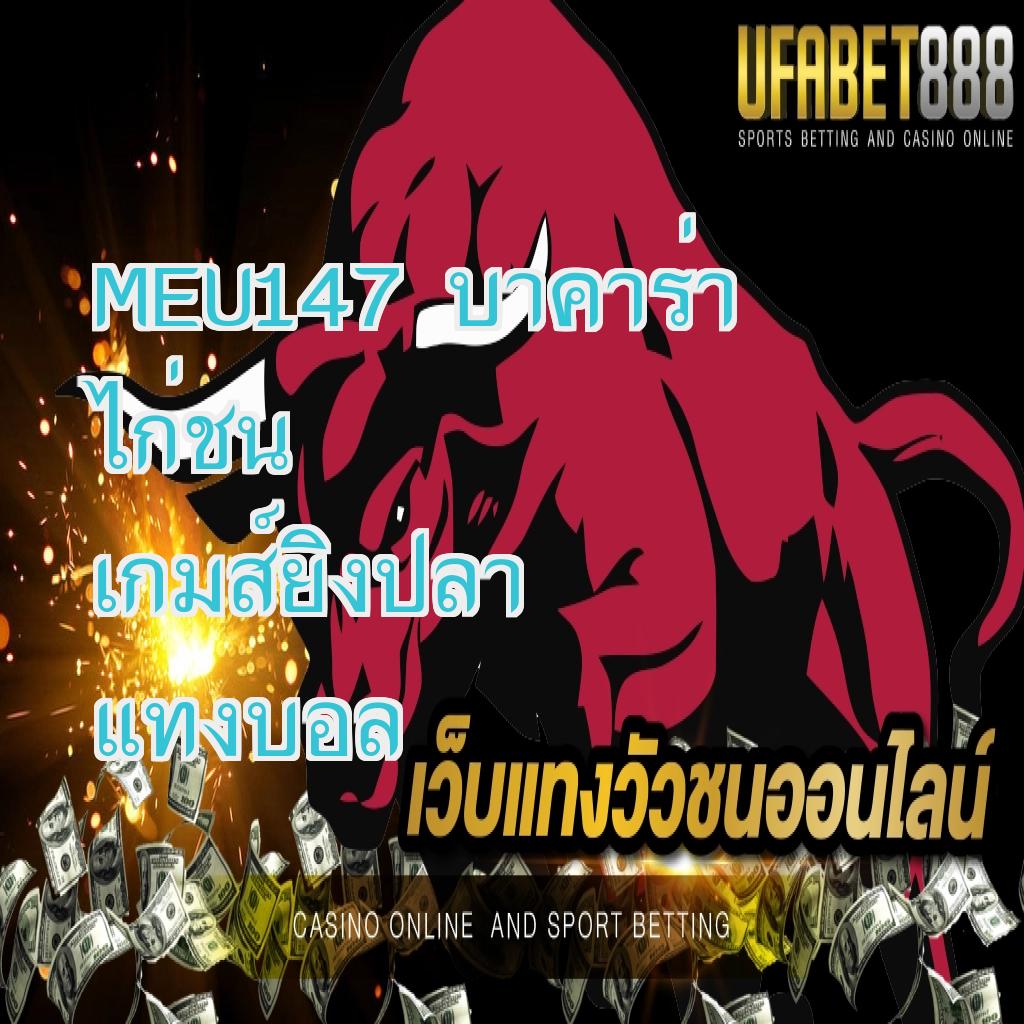 UFABET888
SPORTS BETTING AND CASINO ONLINE
MEU147 บาคาร่า
ไก่ชน
เกมส์ยิงปลา
แทงบอล
เว็บแทงวัวชนออนไลน์
CASINO ONLINE AND SPORT BETTING